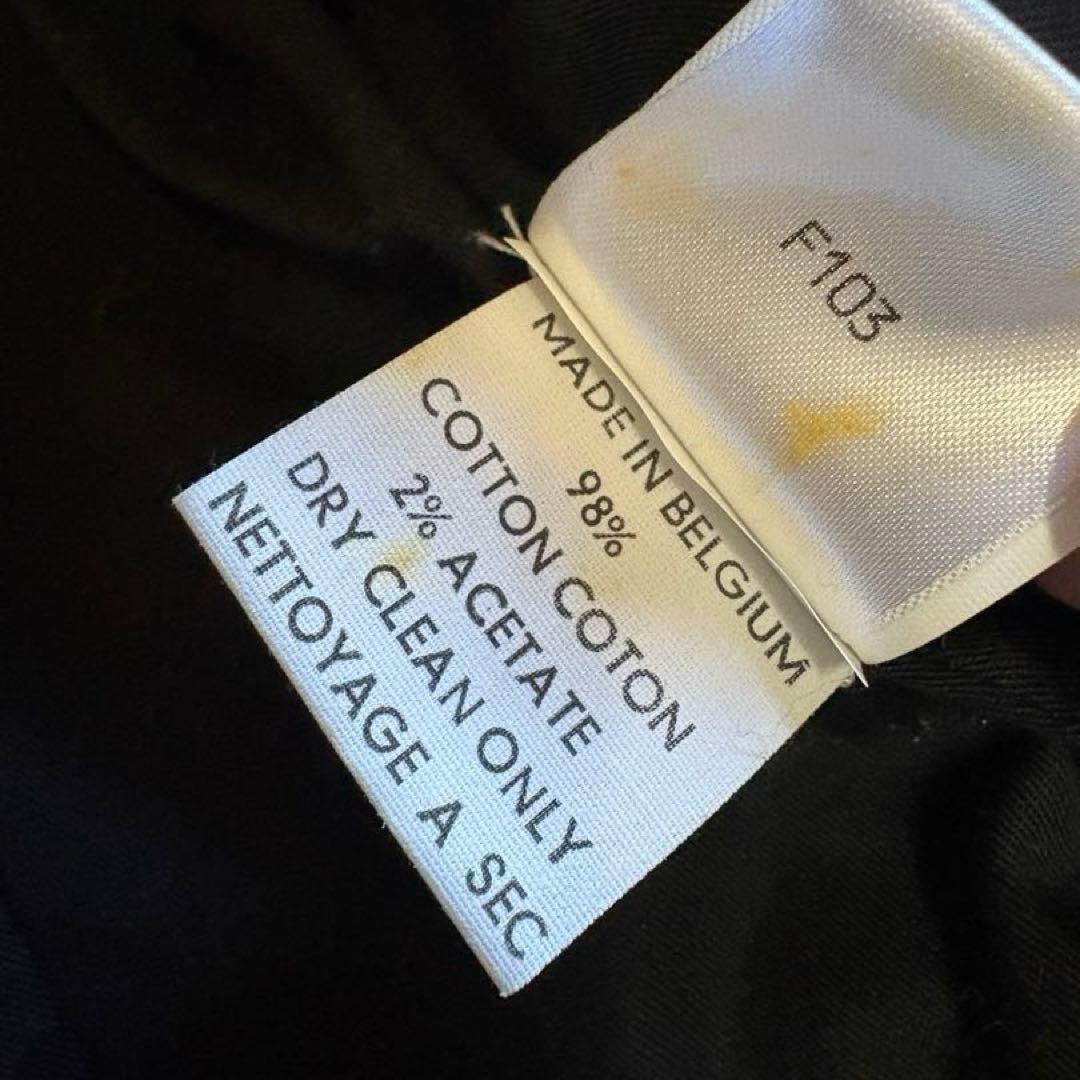 F103
MADE IN BELGIUM
98%
COTTON COTON
2% ACETATE
DRY CLEAN ONLY
NETTOYAGE A SEC